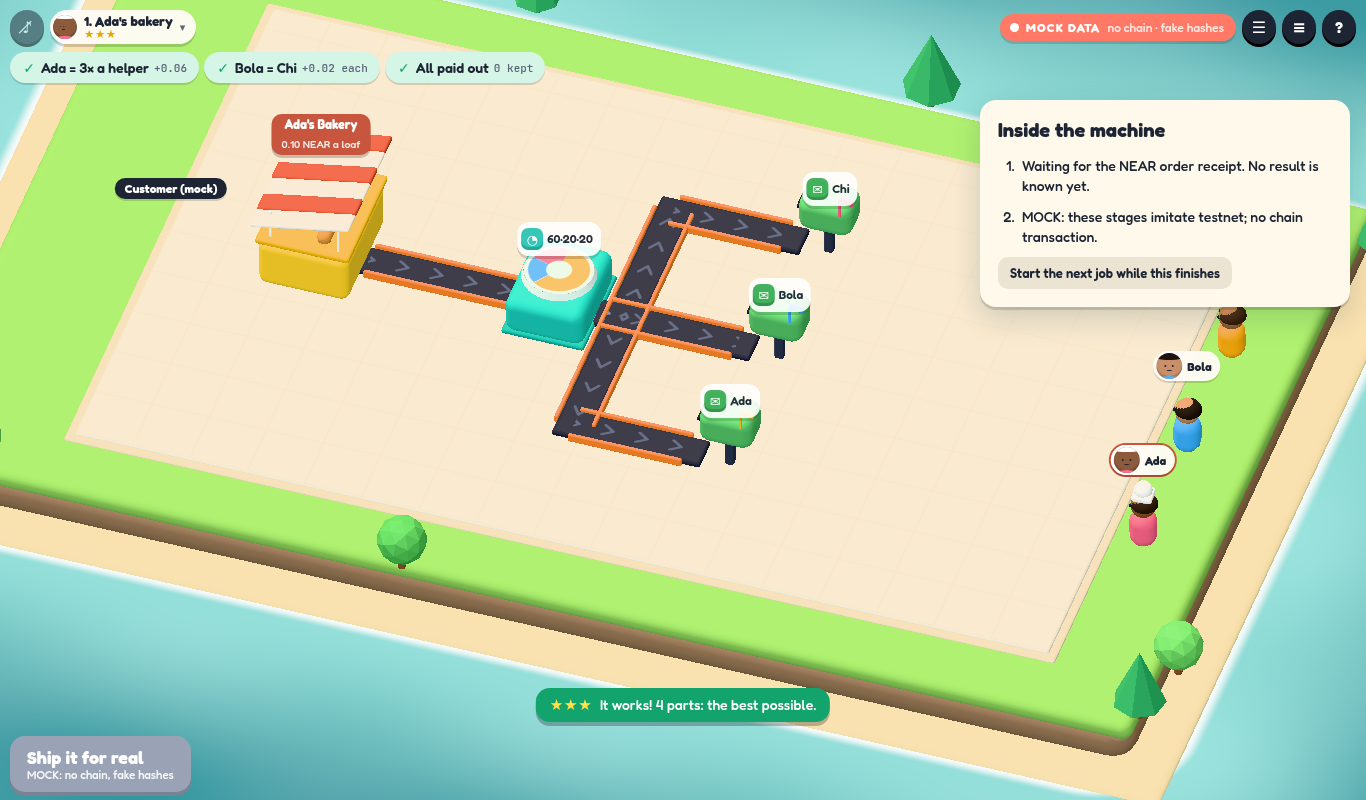 1. Ada's bakery
★★★
MOCK DATA no chain · fake hashes
?
✓ Ada = 3x a helper +0.06
✓ Bola = Chi +0.02 each
✓ All paid out 0 kept
Inside the machine
1. Waiting for the NEAR order receipt. No result is
known yet.
2. MOCK: these stages imitate testnet; no chain
transaction.
Start the next job while this finishes
Ada's Bakery
0.10 NEAR a loaf
Customer (mock)
Chi
60·20·20
Bola
Ada
Bola
Ada
★★★ It works! 4 parts: the best possible.
Ship it for real
MOCK: no chain, fake hashes